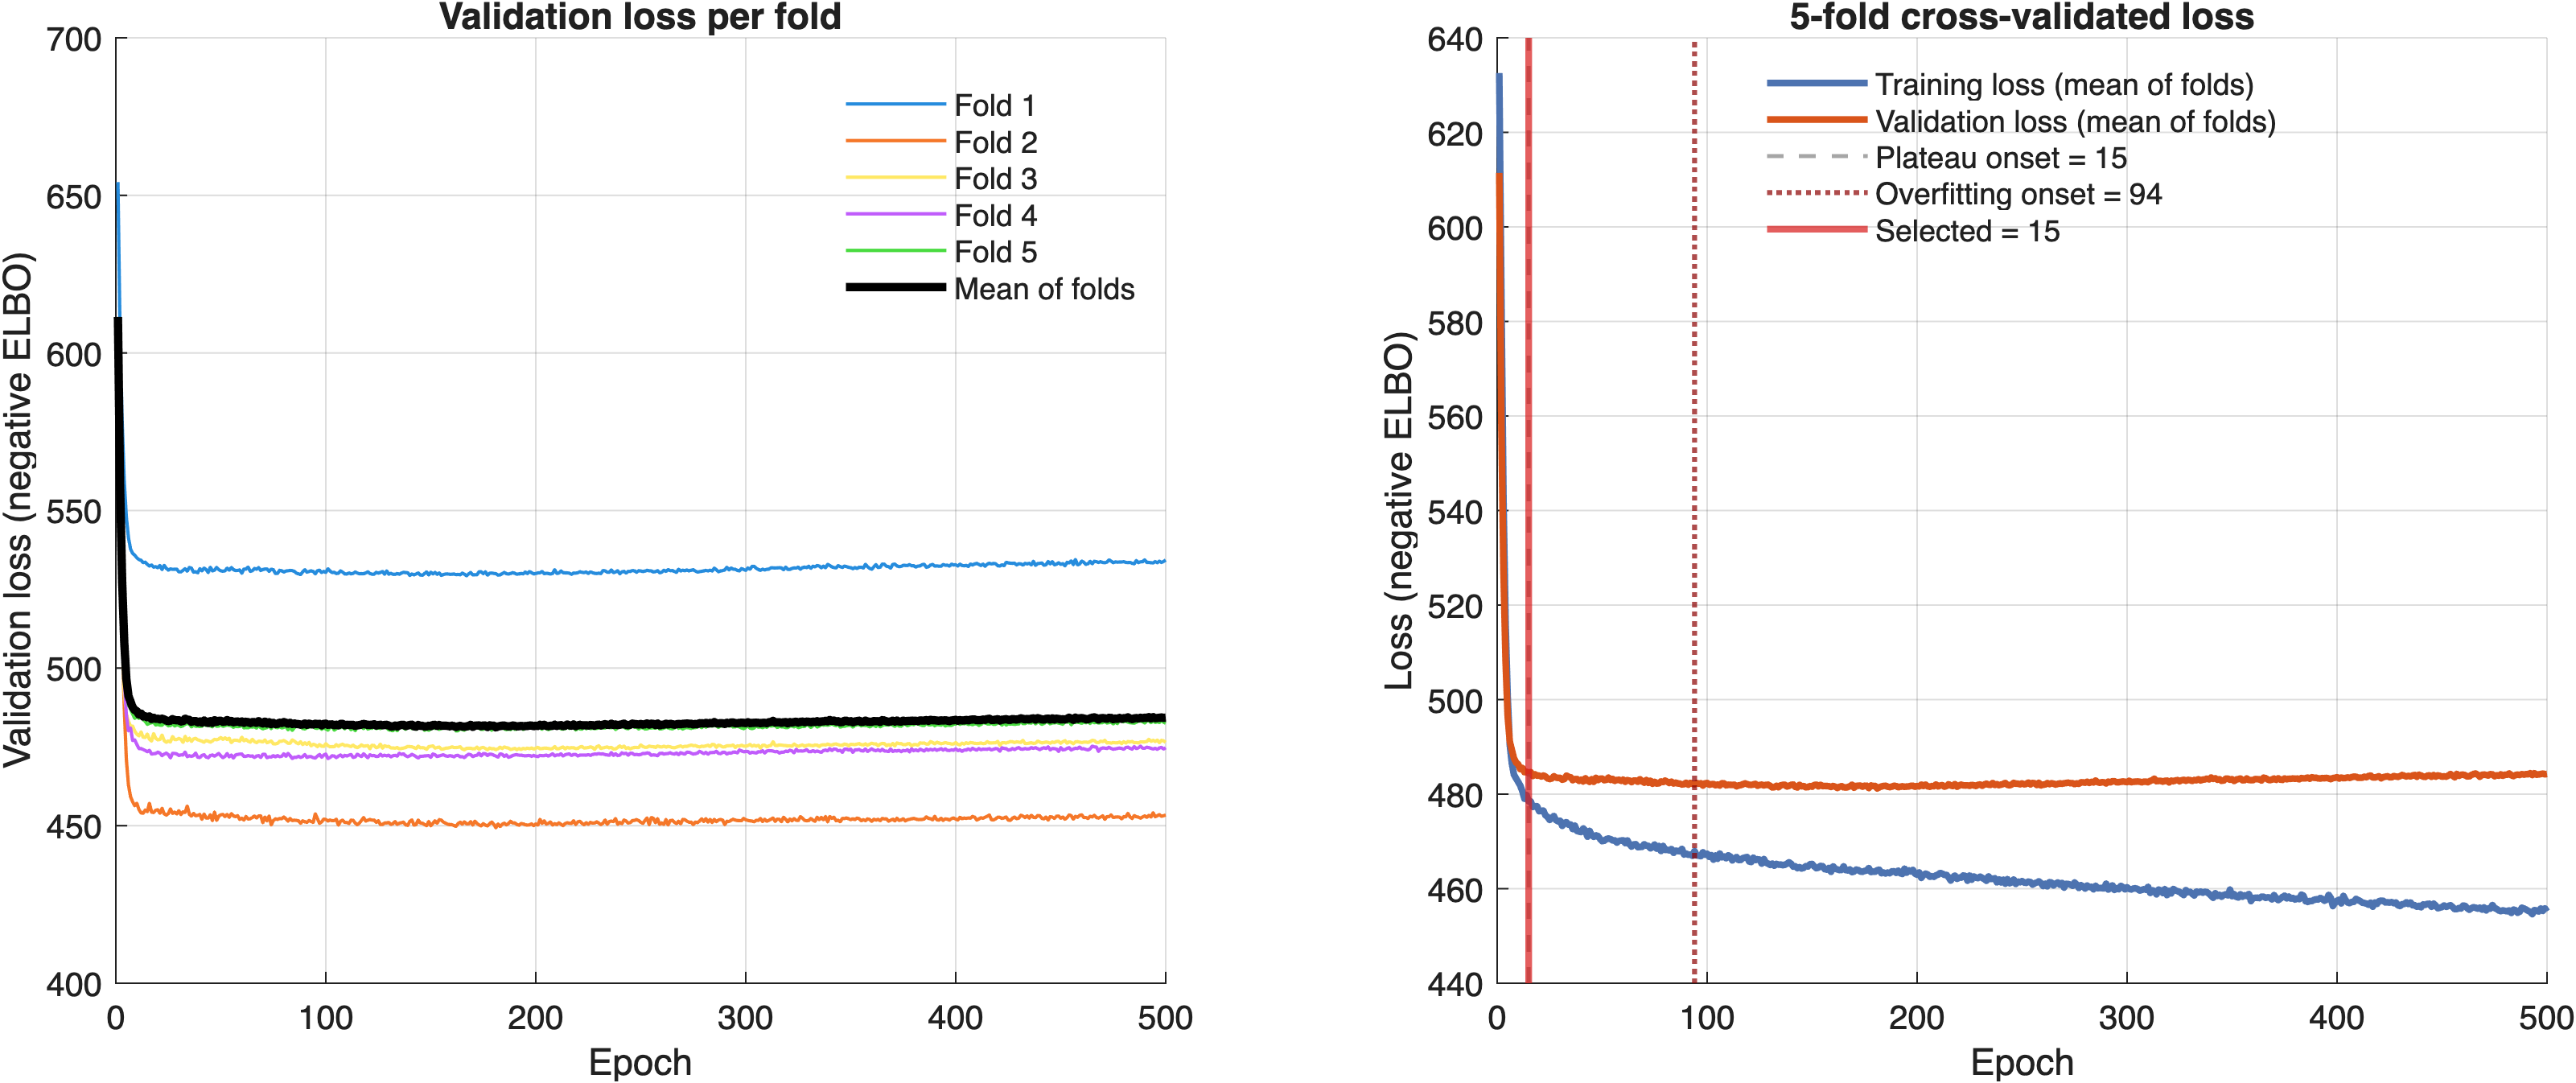 Validation loss per fold
700
650
600
550
500
450
400
0
100
200
300
400
500
Validation loss (negative ELBO)
Epoch
Fold 1
Fold 2
Fold 3
Fold 4
Fold 5
Mean of folds
5-fold cross-validated loss
640
620
600
580
560
540
520
500
480
460
440
0
100
200
300
400
500
Loss (negative ELBO)
Epoch
Training loss (mean of folds)
Validation loss (mean of folds)
Plateau onset = 15
Overfitting onset = 94
Selected = 15